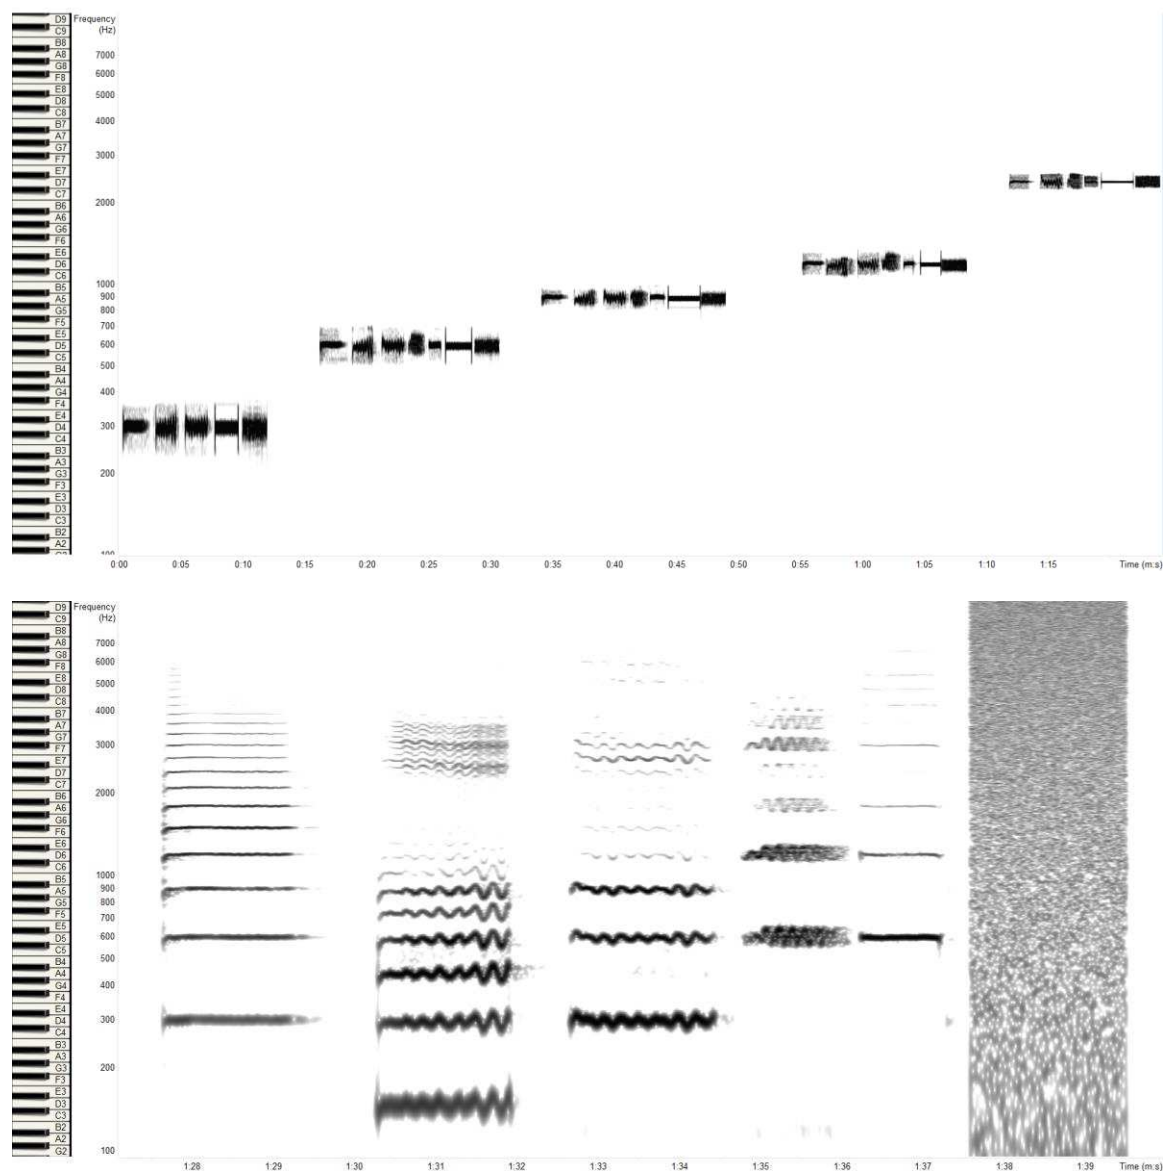 D9 Frequency
C9 (Hz)
B8
A8 7000
G8
F8 6000
E8 5000
D8
C8 4000
B7
A7
G7 3000
F7
E7
D7
C7 2000
B6
A6
G6
F6
E6
D6
C6 1000
B5 900
A5 800
G5
F5 700
E5 600
D5
C5 500
B4
A4 400
G4
F4
E4 300
D4
C4
B3
A3 200
G3
F3
E3
D3
C3
B2
A2 100
0:00 0:05 0:10 0:15 0:20 0:25 0:30 0:35 0:40 0:45 0:50 0:55 1:00 1:05 1:10 1:15 Time (m:s)
D9 Frequency
C9 (Hz)
B8
A8 7000
G8
F8 6000
E8 5000
D8
C8 4000
B7
A7
G7 3000
F7
E7
D7
C7 2000
B6
A6
G6
F6
E6
D6
C6 1000
B5 900
A5 800
G5
F5 700
E5 600
D5
C5 500
B4
A4 400
G4
F4
E4 300
D4
C4
B3
A3 200
G3
F3
E3
D3
C3
B2
A2
G2 100
1:28 1:29 1:30 1:31 1:32 1:33 1:34 1:35 1:36 1:37 1:38 1:39 Time (m:s)